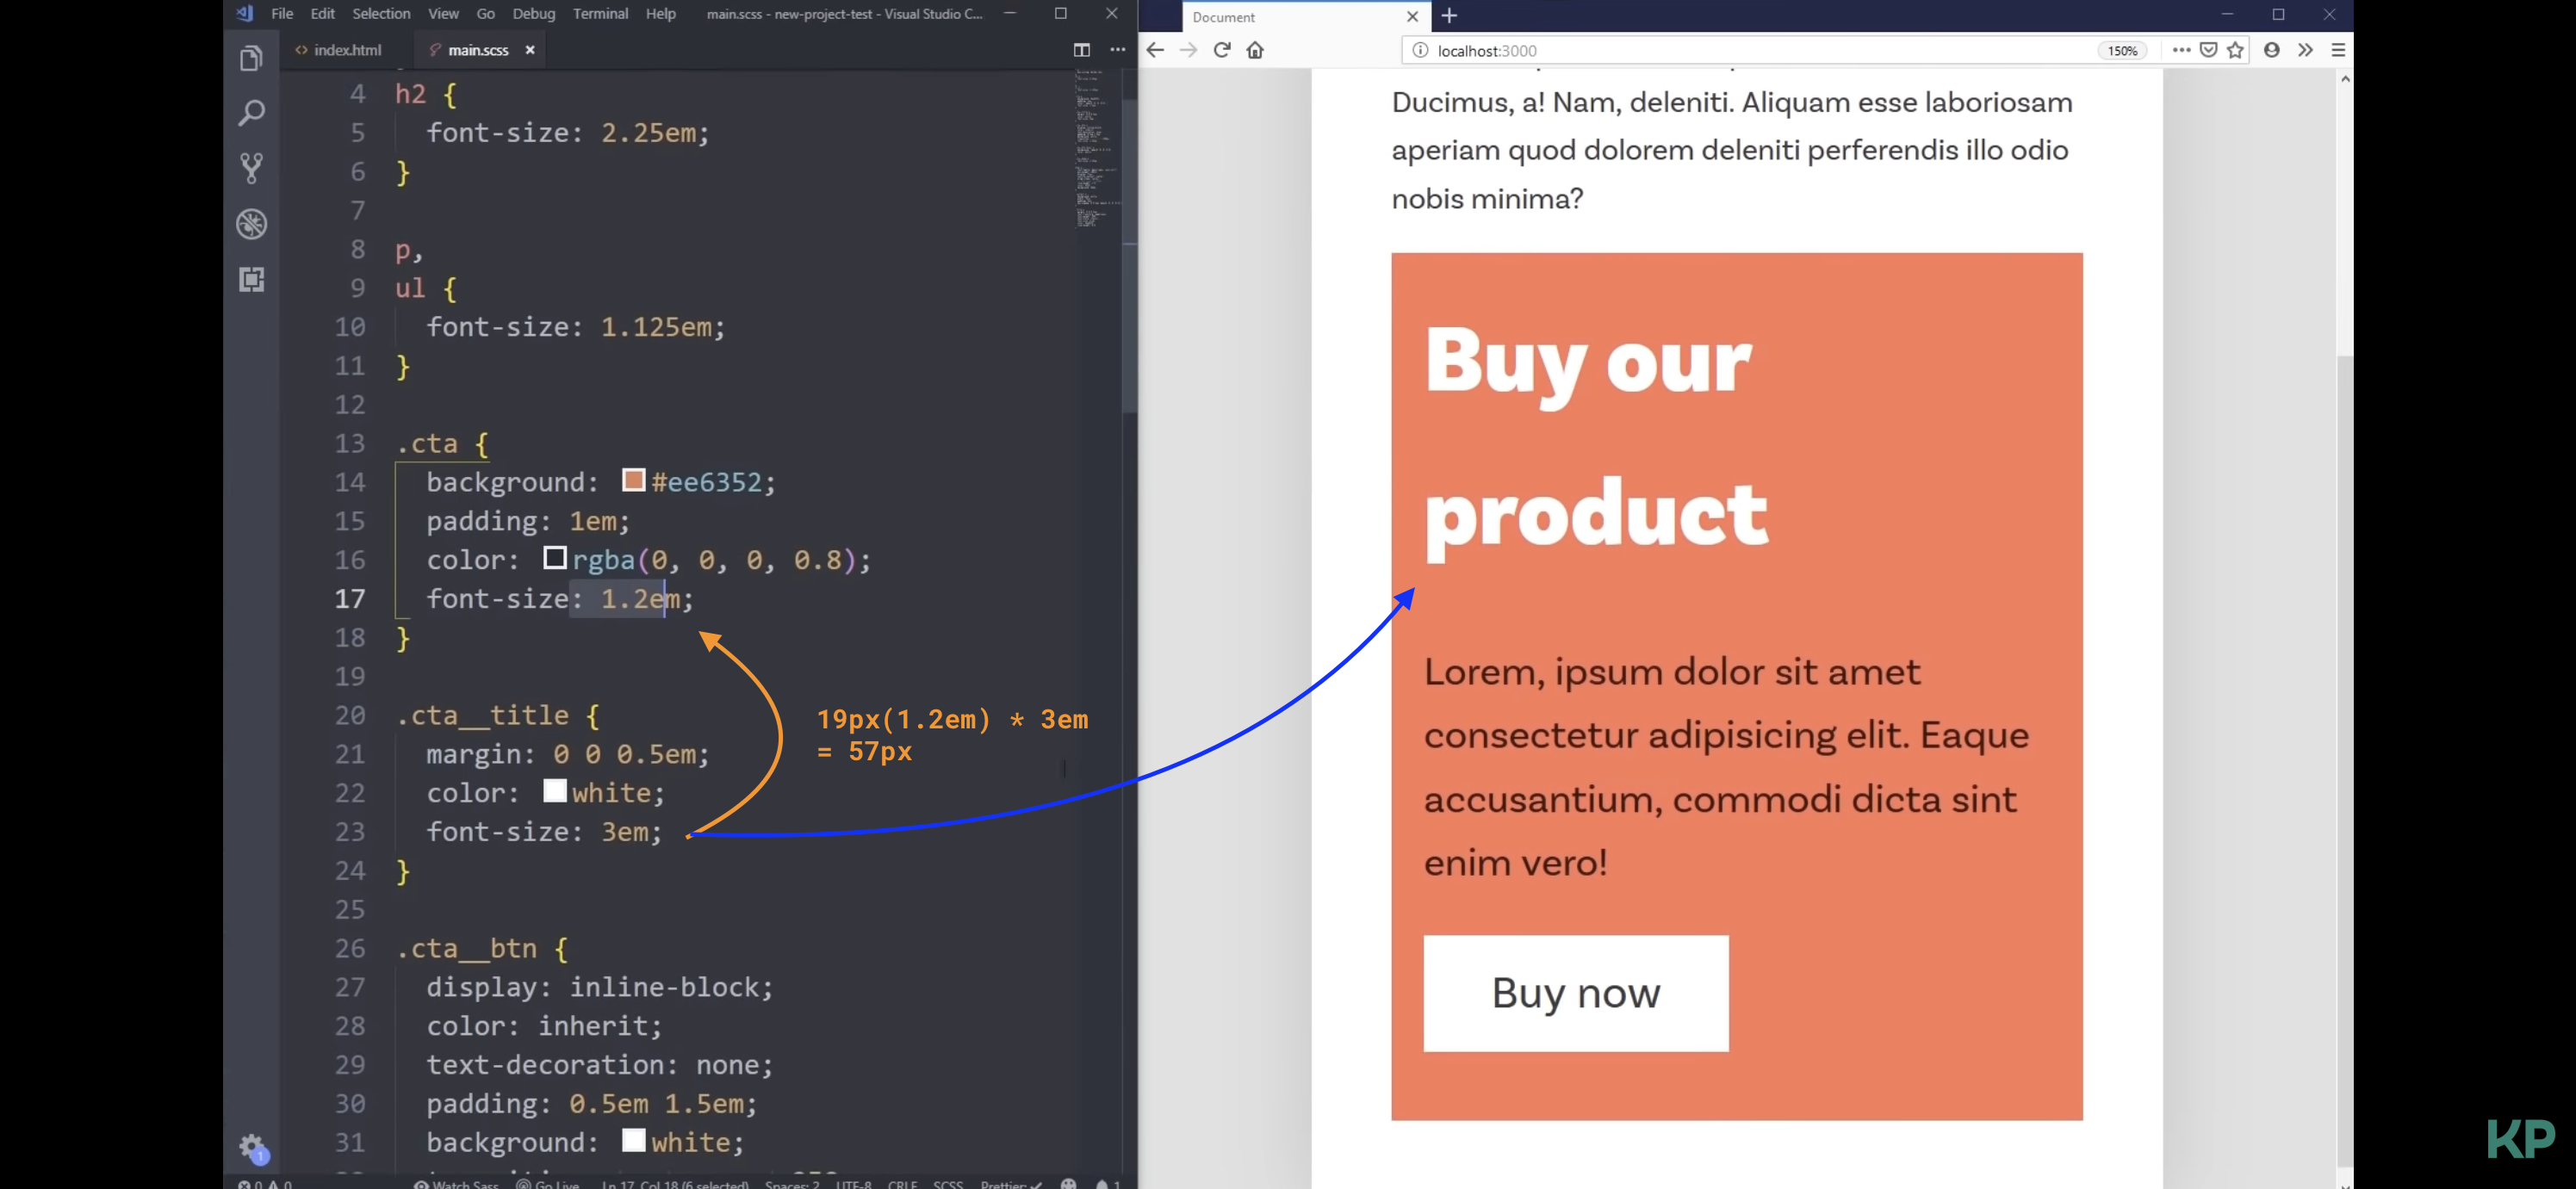 File Edit Selection View Go Debug Terminal Help main.scss - new-project-test - Visual Studio C...
index.html main.scss
4 h2 {
5 font-size: 2.25em;
6 }
7
8 p,
9 ul {
10 font-size: 1.125em;
11 }
12
13 .cta {
14 background: #ee6352;
15 padding: 1em;
16 color: rgba(0, 0, 0, 0.8);
17 font-size: 1.2em;
18 }
19
20 .cta__title {
21 margin: 0 0 0.5em;
22 color: white;
23 font-size: 3em;
24 }
25
26 .cta__btn {
27 display: inline-block;
28 color: inherit;
29 text-decoration: none;
30 padding: 0.5em 1.5em;
31 background: white;
19px(1.2em) * 3em
= 57px
1
0 0 Watch Sass Go Live Ln 17, Col 18 (6 selected) Spaces: 2 UTF-8 CRLF SCSS Prettier: 1
Document
localhost:3000 150%
Ducimus, a! Nam, deleniti. Aliquam esse laboriosam
aperiam quod dolorem deleniti perferendis illo odio
nobis minima?
Buy our
product
Lorem, ipsum dolor sit amet
consectetur adipisicing elit. Eaque
accusantium, commodi dicta sint
enim vero!
Buy now
KP